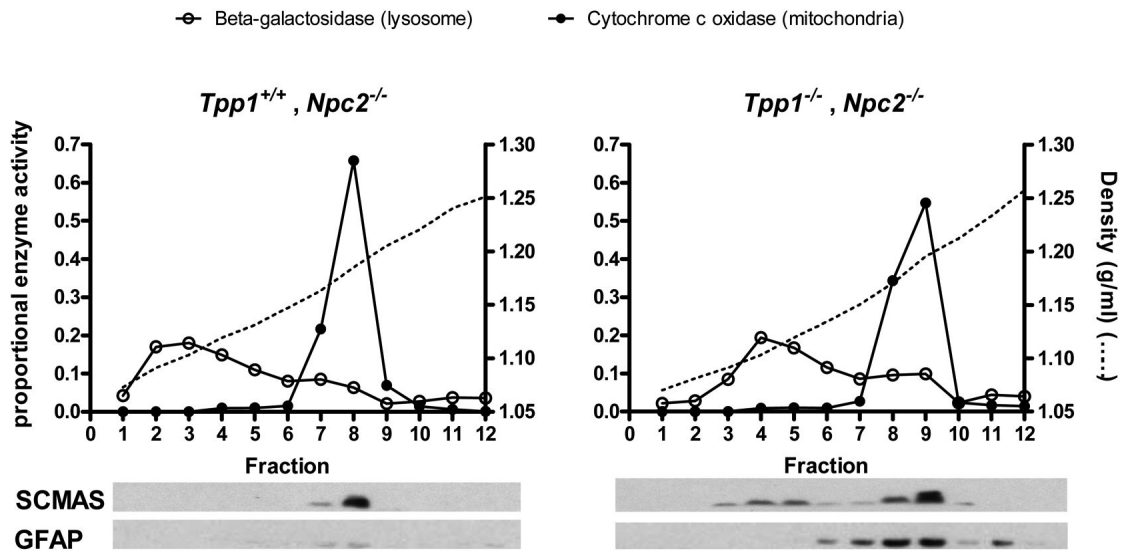 Beta-galactosidase (lysosome) Cytochrome c oxidase (mitochondria)
Tpp1+/+ , Npc2-/- Tpp1-/- , Npc2-/-
proportional enzyme activity
0.7
0.6
0.5
0.4
0.3
0.2
0.1
0.0
1.30
1.25
1.20
1.15
1.10
1.05
0 1 2 3 4 5 6 7 8 9 10 11 12
Fraction
0.7
0.6
0.5
0.4
0.3
0.2
0.1
0.0
1.30
1.25
1.20
1.15
1.10
1.05
Density (g/ml) (.....)
0 1 2 3 4 5 6 7 8 9 10 11 12
Fraction
SCMAS
GFAP